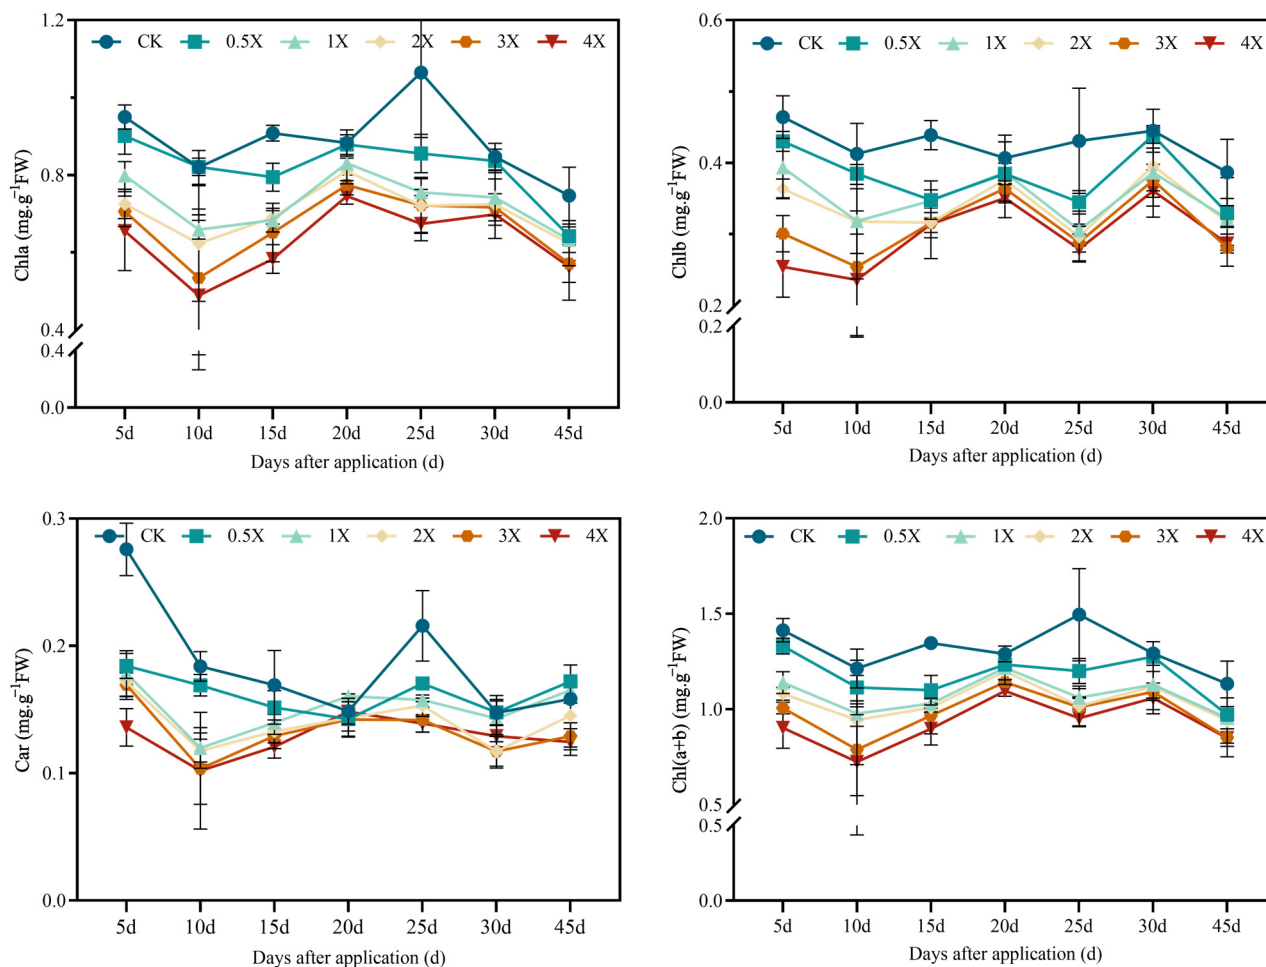 1.2
CK 0.5X 1X 2X 3X 4X
0.8
0.4
0.4
0.0
Chla (mg.g⁻¹FW)
5d 10d 15d 20d 25d 30d 45d
Days after application (d)
0.6
CK 0.5X 1X 2X 3X 4X
0.4
0.2
0.2
0.0
Chlb (mg.g⁻¹FW)
5d 10d 15d 20d 25d 30d 45d
Days after application (d)
0.3
CK 0.5X 1X 2X 3X 4X
0.2
0.1
0.0
Car (mg.g⁻¹FW)
5d 10d 15d 20d 25d 30d 45d
Days after application (d)
2.0
CK 0.5X 1X 2X 3X 4X
1.5
1.0
0.5
0.5
0.0
Chl(a+b) (mg.g⁻¹FW)
5d 10d 15d 20d 25d 30d 45d
Days after application (d)